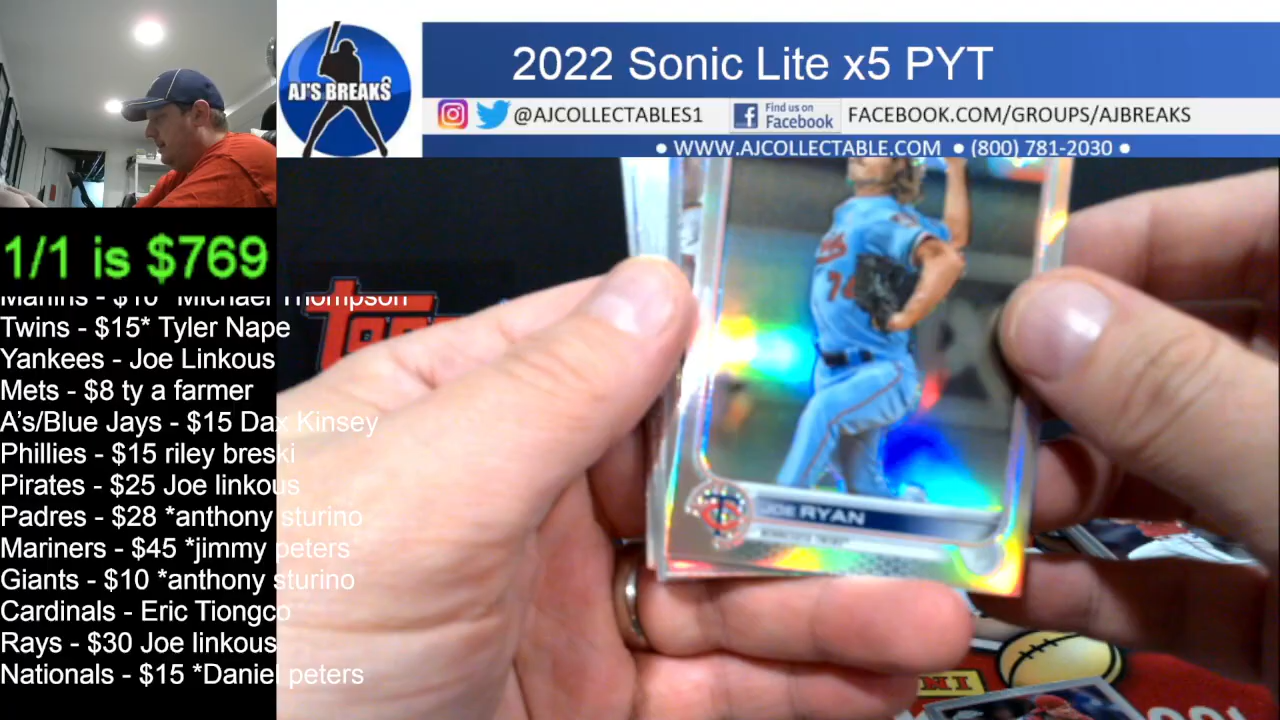 AJ'S BREAKS
2022 Sonic Lite x5 PYT
@AJCOLLECTABLES1
Find us on
Facebook
FACEBOOK.COM/GROUPS/AJBREAKS
• WWW.AJCOLLECTABLE.COM • (800) 781-2030 •
1/1 is $769
Marlins - $10 *Michael Thompson
Twins - $15* Tyler Nape
Yankees - Joe Linkous
Mets - $8 ty a farmer
A's/Blue Jays - $15 Dax Kinsey
Phillies - $15 riley breski
Pirates - $25 Joe linkous
Padres - $28 *anthony sturino
Mariners - $45 *jimmy peters
Giants - $10 *anthony sturino
Cardinals - Eric Tiongco
Rays - $30 Joe linkous
Nationals - $15 *Daniel peters
JOE RYAN